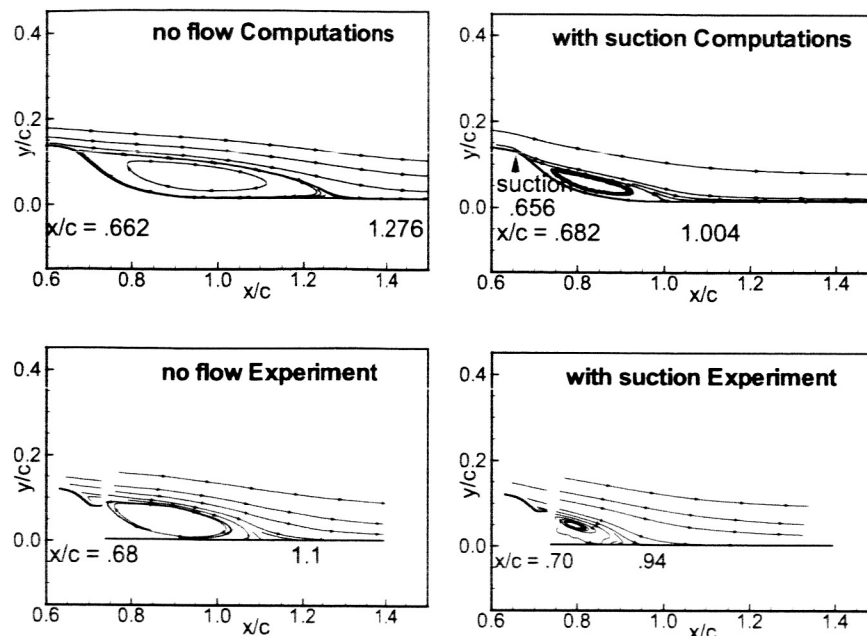 no flow Computations
0.4
0.2
0.0
y/c
x/c = .662
1.276
0.6 0.8 1.0 1.2 1.4
x/c
with suction Computations
0.4
0.2
0.0
y/c
suction
.656
x/c = .682
1.004
0.6 0.8 1.0 1.2 1.4
x/c
no flow Experiment
0.4
0.2
0.0
y/c
x/c = .68
1.1
0.6 0.8 1.0 1.2 1.4
x/c
with suction Experiment
0.4
0.2
0.0
y/c
x/c = .70
.94
0.6 0.8 1.0 1.2 1.4
x/c